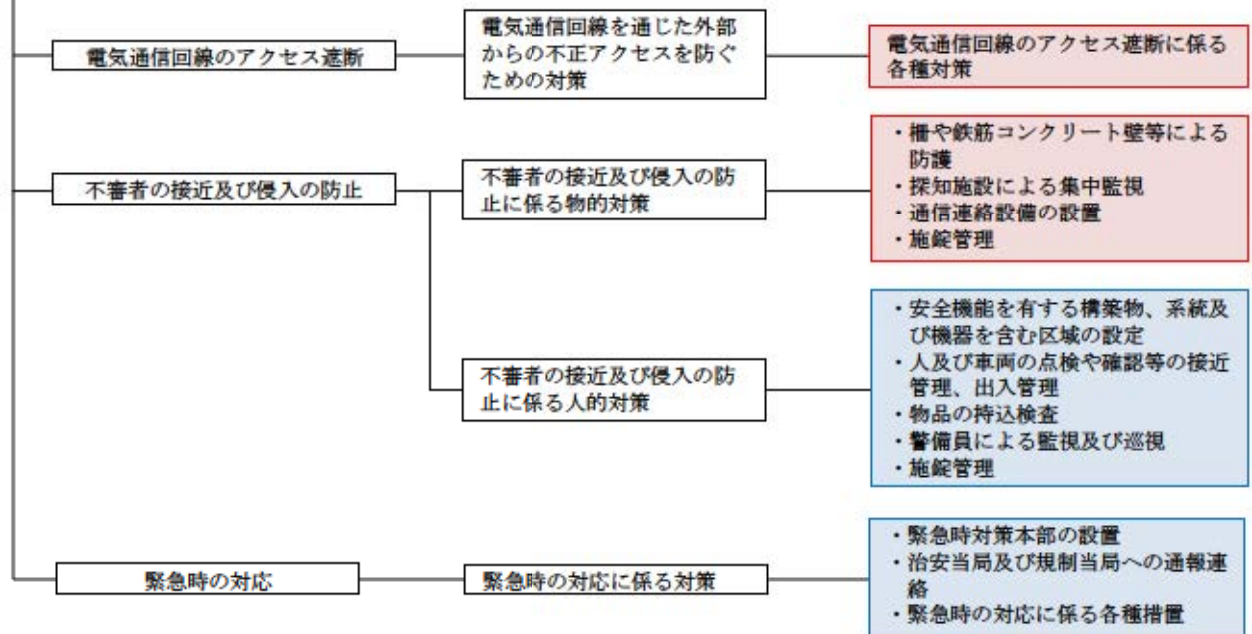 電気通信回線のアクセス遮断
電気通信回線を通じた外部
からの不正アクセスを防ぐ
ための対策
電気通信回線のアクセス遮断に係る
各種対策
不審者の接近及び侵入の防止
不審者の接近及び侵入の防
止に係る物的対策
・柵や鉄筋コンクリート壁等による
防護
・探知施設による集中監視
・通信連絡設備の設置
・施錠管理
不審者の接近及び侵入の防
止に係る人的対策
・安全機能を有する構築物、系統及
び機器を含む区域の設定
・人及び車両の点検や確認等の接近
管理、出入管理
・物品の持込検査
・警備員による監視及び巡視
・施錠管理
緊急時の対応
緊急時の対応に係る対策
・緊急時対策本部の設置
・治安当局及び規制当局への通報連
絡
・緊急時の対応に係る各種措置